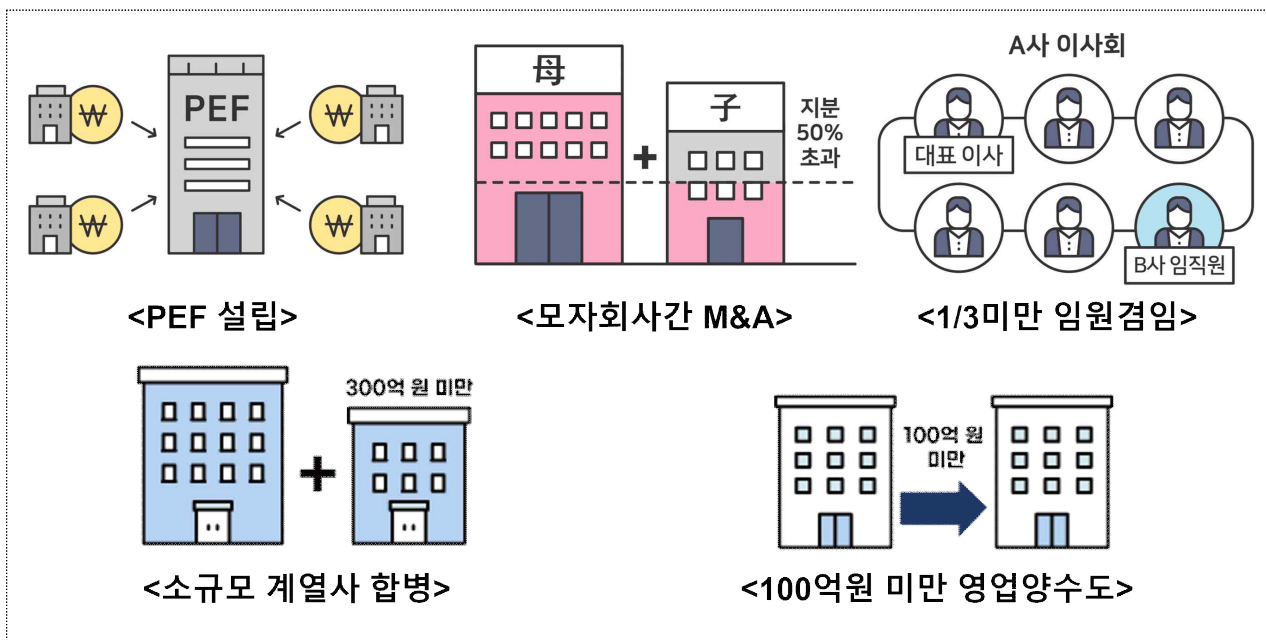 ₩
₩
PEF
₩
₩
<PEF 설립>
母
子
+
지분
50%
초과
<모자회사간 M&A>
A사 이사회
대표 이사
B사 임직원
<1/3미만 임원겸임>
300억 원 미만
+
<소규모 계열사 합병>
100억 원
미만
<100억원 미만 영업양수도>